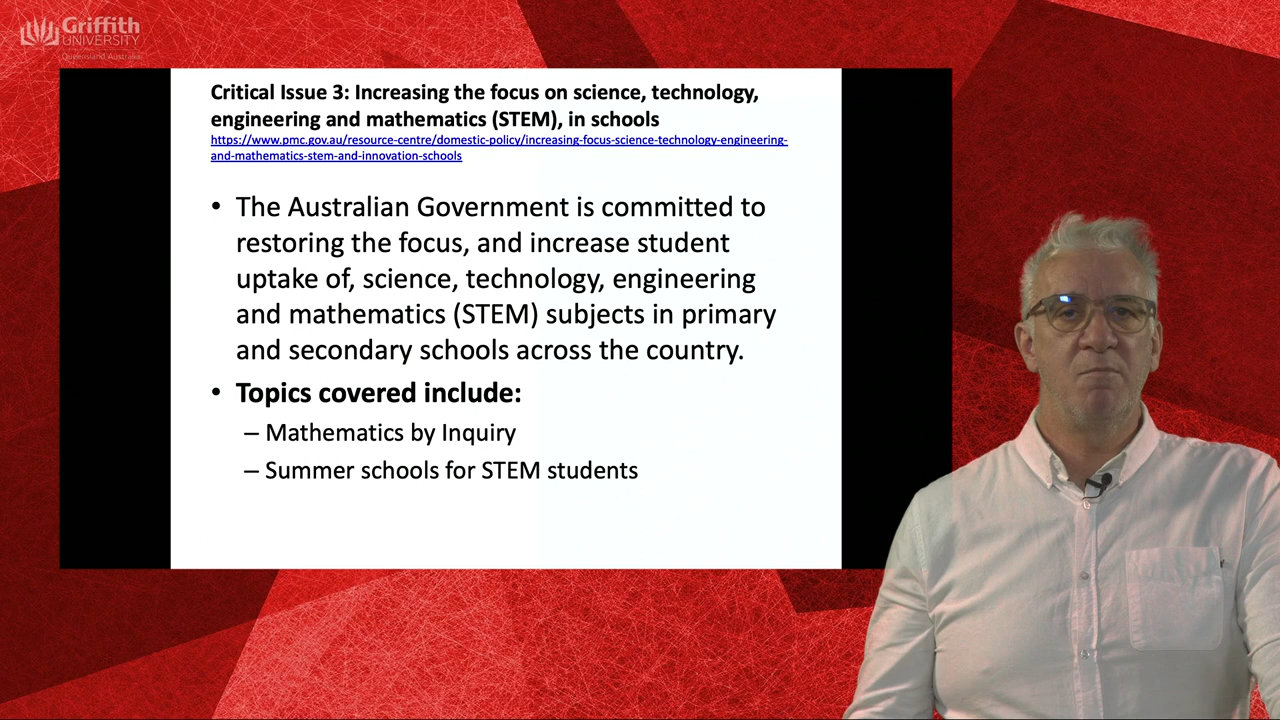 Griffith
UNIVERSITY
Queensland Australia
Critical Issue 3: Increasing the focus on science, technology,
engineering and mathematics (STEM), in schools
https://www.pmc.gov.au/resource-centre/domestic-policy/increasing-focus-science-technology-engineering-
and-mathematics-stem-and-innovation-schools
• The Australian Government is committed to
restoring the focus, and increase student
uptake of, science, technology, engineering
and mathematics (STEM) subjects in primary
and secondary schools across the country.
• Topics covered include:
– Mathematics by Inquiry
– Summer schools for STEM students